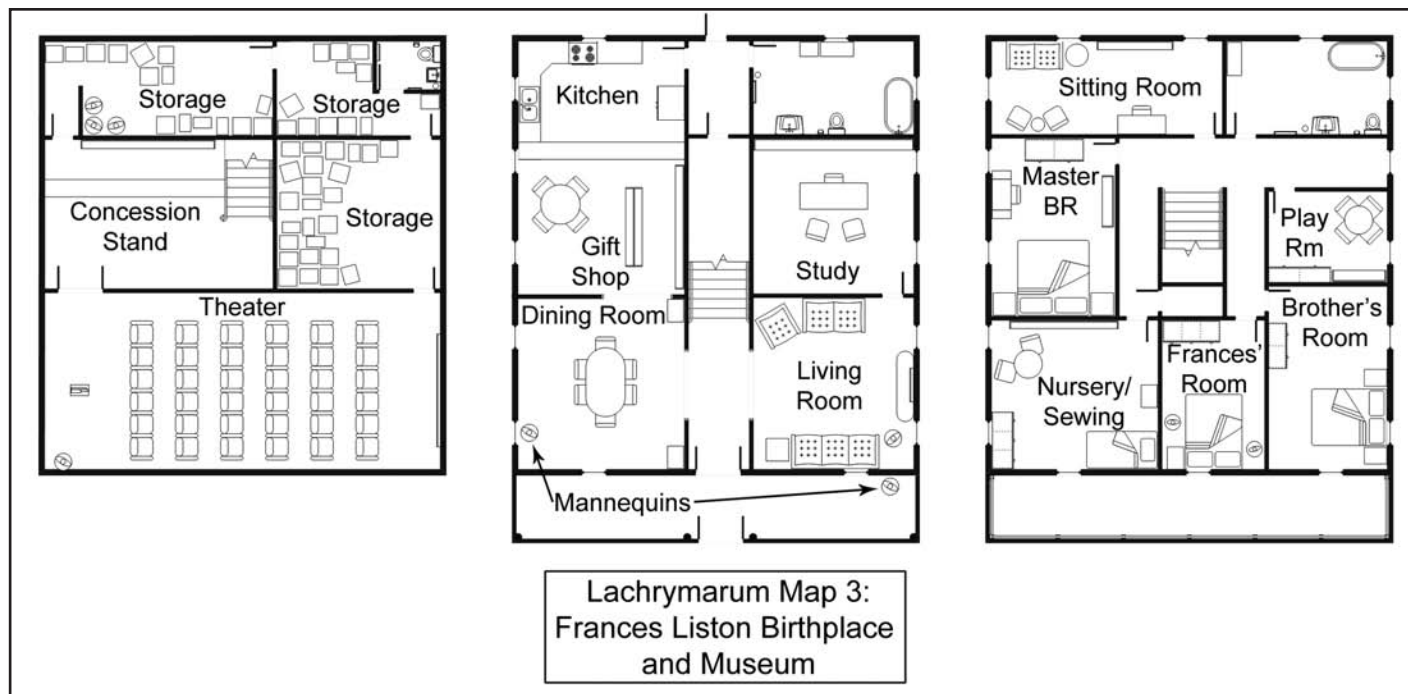 Storage
Storage
Concession
Stand
Storage
Theater
Kitchen
Gift
Shop
Study
Dining Room
Living
Room
Mannequins
Sitting Room
Master
BR
Play
Rm
Brother's
Room
Frances'
Room
Nursery/
Sewing
Lachrymarum Map 3:
Frances Liston Birthplace
and Museum